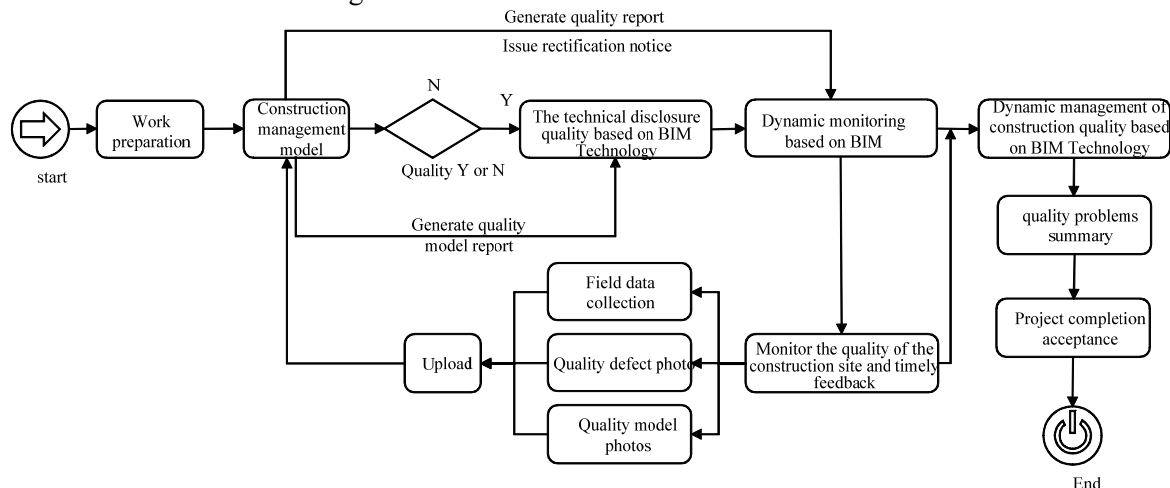 Generate quality report
Issue rectification notice
N
Y
Work
preparation
Construction
management
model
The technical disclosure
quality based on BIM
Technology
Dynamic monitoring
based on BIM
Dynamic management of
construction quality based
on BIM Technology
start
Quality Y or N
Generate quality
model report
quality problems
summary
Field data
collection
Project completion
acceptance
Upload
Quality defect photo
Monitor the quality of the
construction site and timely
feedback
Quality model
photos
End